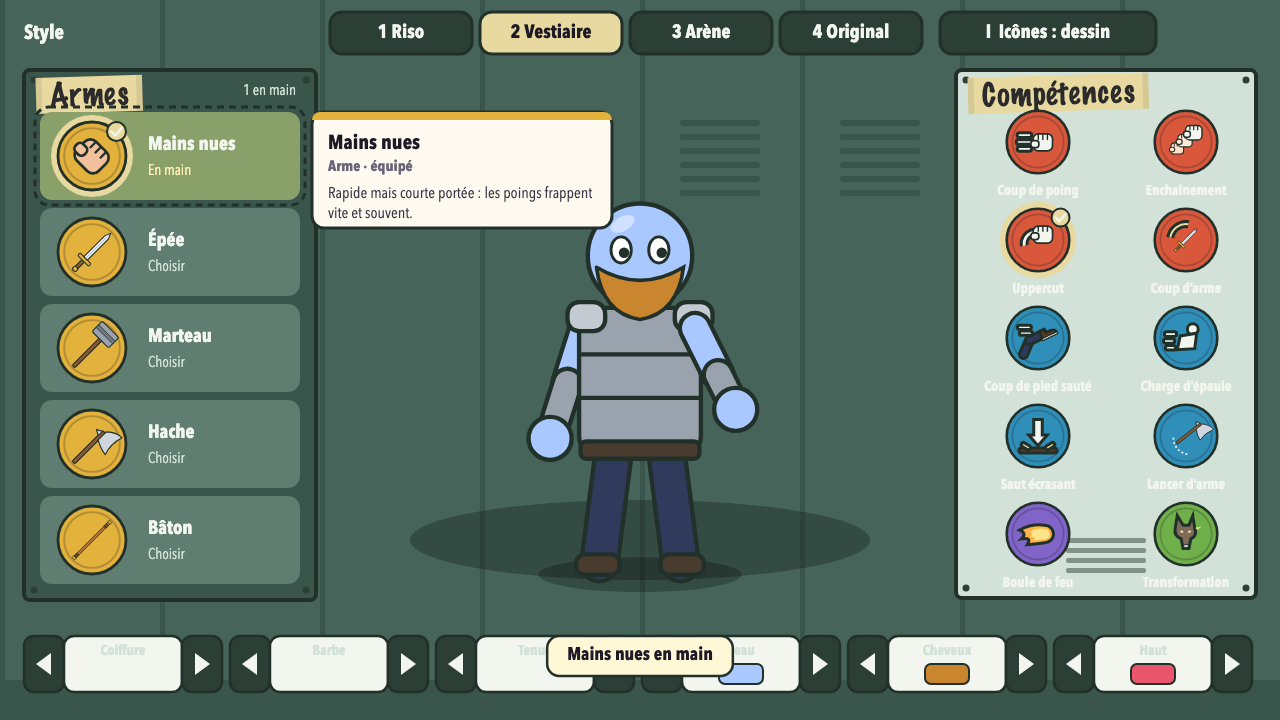 Style
1 Riso
2 Vestiaire
3 Arène
4 Original
I Icônes : dessin
Armes
1 en main
Mains nues
En main
Épée
Choisir
Marteau
Choisir
Hache
Choisir
Bâton
Choisir
Mains nues
Arme · équipé
Rapide mais courte portée : les poings frappent
vite et souvent.
Compétences
Coup de poing
Enchaînement
Uppercut
Coup d'arme
Coup de pied sauté
Charge d'épaule
Saut écrasant
Lancer d'arme
Boule de feu
Transformation
Coiffure
Barbe
Mains nues en main
Cheveux
Haut